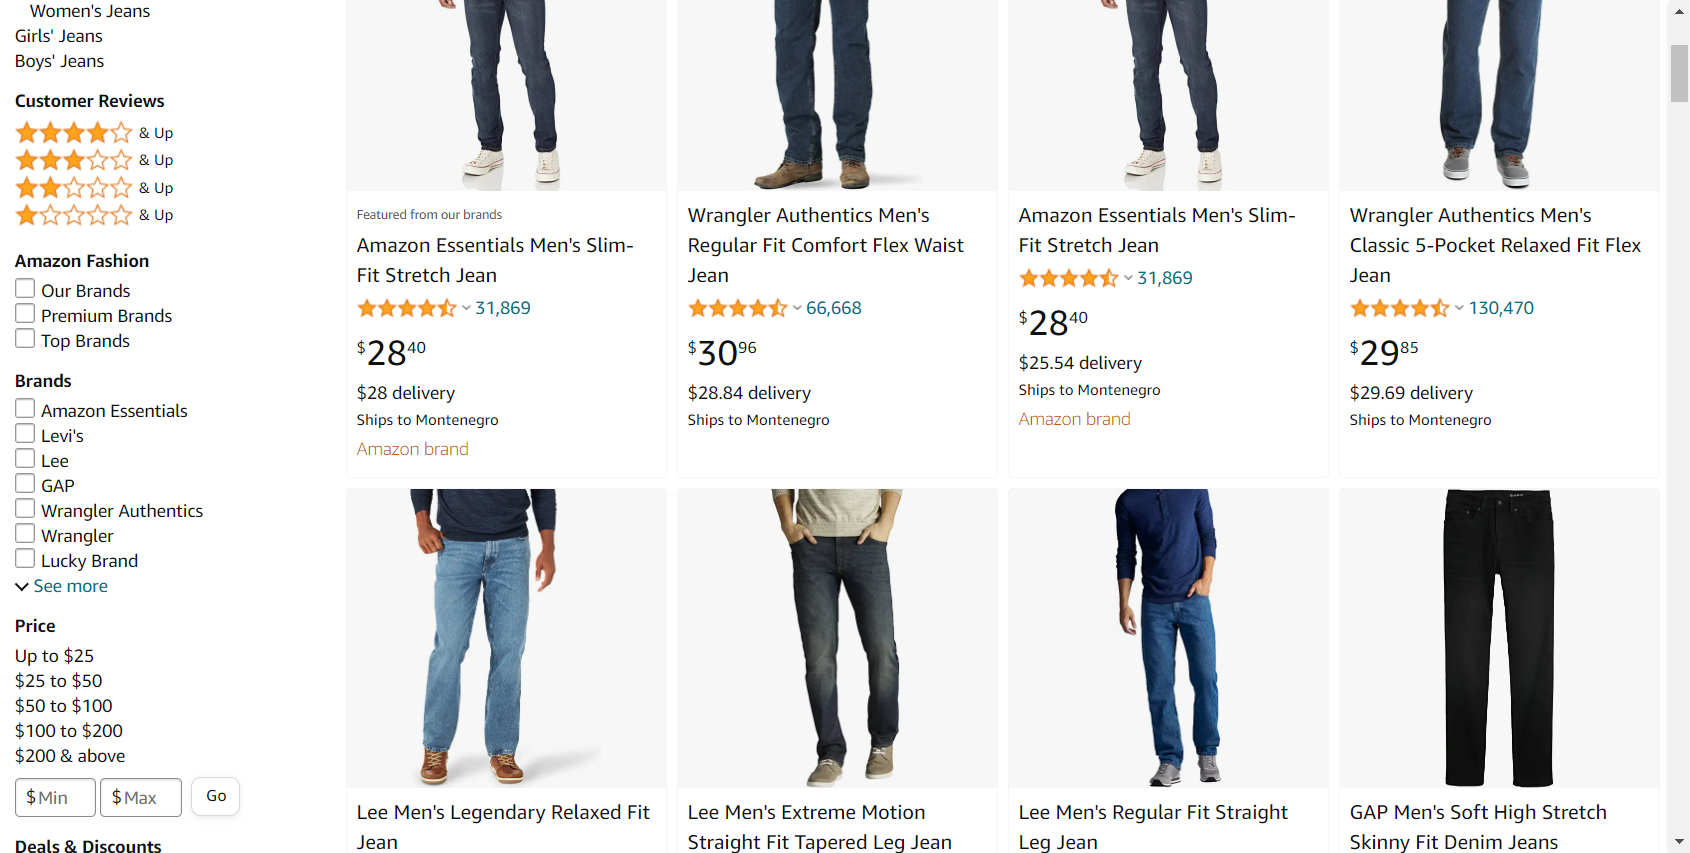 Women's Jeans
Girls' Jeans
Boys' Jeans
Customer Reviews
& Up
& Up
& Up
& Up
Amazon Fashion
Our Brands
Premium Brands
Top Brands
Brands
Amazon Essentials
Levi's
Lee
GAP
Wrangler Authentics
Wrangler
Lucky Brand
See more
Price
Up to $25
$25 to $50
$50 to $100
$100 to $200
$200 & above
$ Min
$ Max
Go
Deals & Discounts
Featured from our brands
Amazon Essentials Men's Slim-
Fit Stretch Jean
31,869
$28 40
$28 delivery
Ships to Montenegro
Amazon brand
Wrangler Authentics Men's
Regular Fit Comfort Flex Waist
Jean
66,668
$30 96
$28.84 delivery
Ships to Montenegro
Amazon Essentials Men's Slim-
Fit Stretch Jean
31,869
$28 40
$25.54 delivery
Ships to Montenegro
Amazon brand
Wrangler Authentics Men's
Classic 5-Pocket Relaxed Fit Flex
Jean
130,470
$29 85
$29.69 delivery
Ships to Montenegro
Lee Men's Legendary Relaxed Fit
Jean
Lee Men's Extreme Motion
Straight Fit Tapered Leg Jean
Lee Men's Regular Fit Straight
Leg Jean
GAP Men's Soft High Stretch
Skinny Fit Denim Jeans